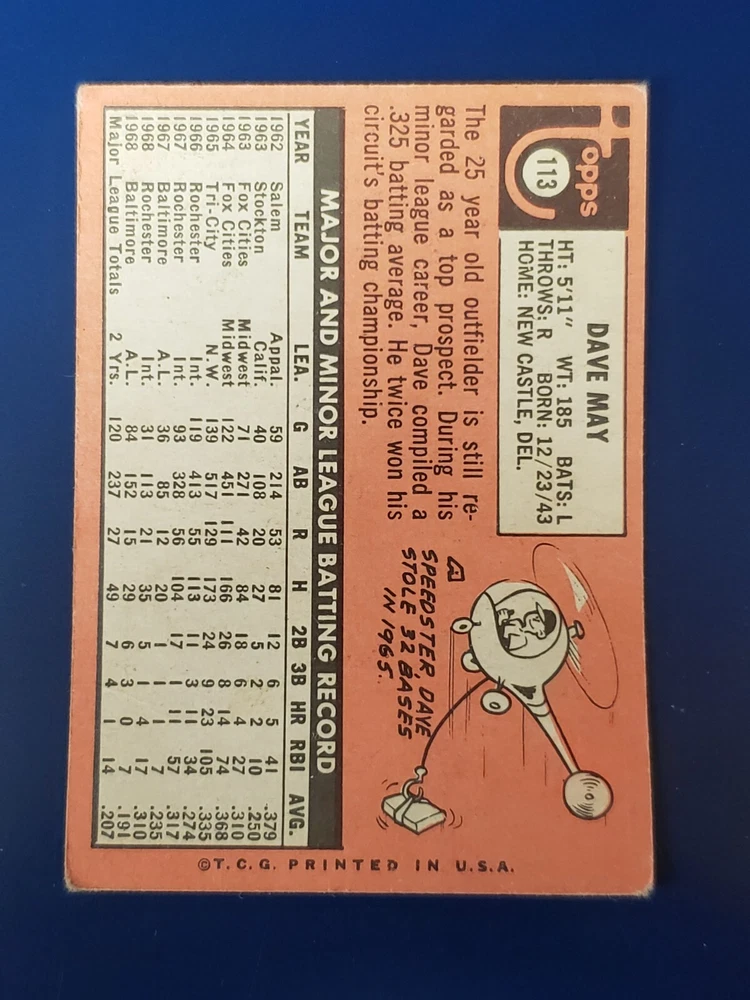 Topps
113
DAVE MAY
HT: 5'11" WT: 185 BATS: L
THROWS: R BORN: 12/23/43
HOME: NEW CASTLE, DEL.
The 25 year old outfielder is still re-
garded as a top prospect. During his
minor league career, Dave compiled a
.325 batting average. He twice won his
circuit's batting championship.
A
SPEEDSTER, DAVE
STOLE 32 BASES
IN 1965.
MAJOR AND MINOR LEAGUE BATTING RECORD
YEAR TEAM LEA. G AB R H 2B 3B HR RBI AVG.
1962 Salem Appal. 59 214 53 81 12 6 5 41 .379
1963 Stockton Calif. 40 108 20 27 5 2 2 10 .250
1963 Fox Cities Midwest 71 271 42 84 18 6 4 27 .310
1964 Fox Cities Midwest 122 451 111 166 26 8 14 74 .368
1965 Tri-City N.W. 139 517 129 173 24 9 23 105 .335
1966 Rochester Int. 119 413 55 113 11 3 11 34 .274
1967 Rochester Int. 93 328 56 104 17 1 11 57 .317
1967 Baltimore A.L. 36 85 12 20 1 1 1 7 .235
1968 Rochester Int. 31 113 21 35 5 1 4 17 .310
1968 Baltimore A.L. 84 152 15 29 6 3 0 7 .191
Major League Totals 2 Yrs. 120 237 27 49 7 4 1 14 .207
©T.C.G. PRINTED IN U.S.A.